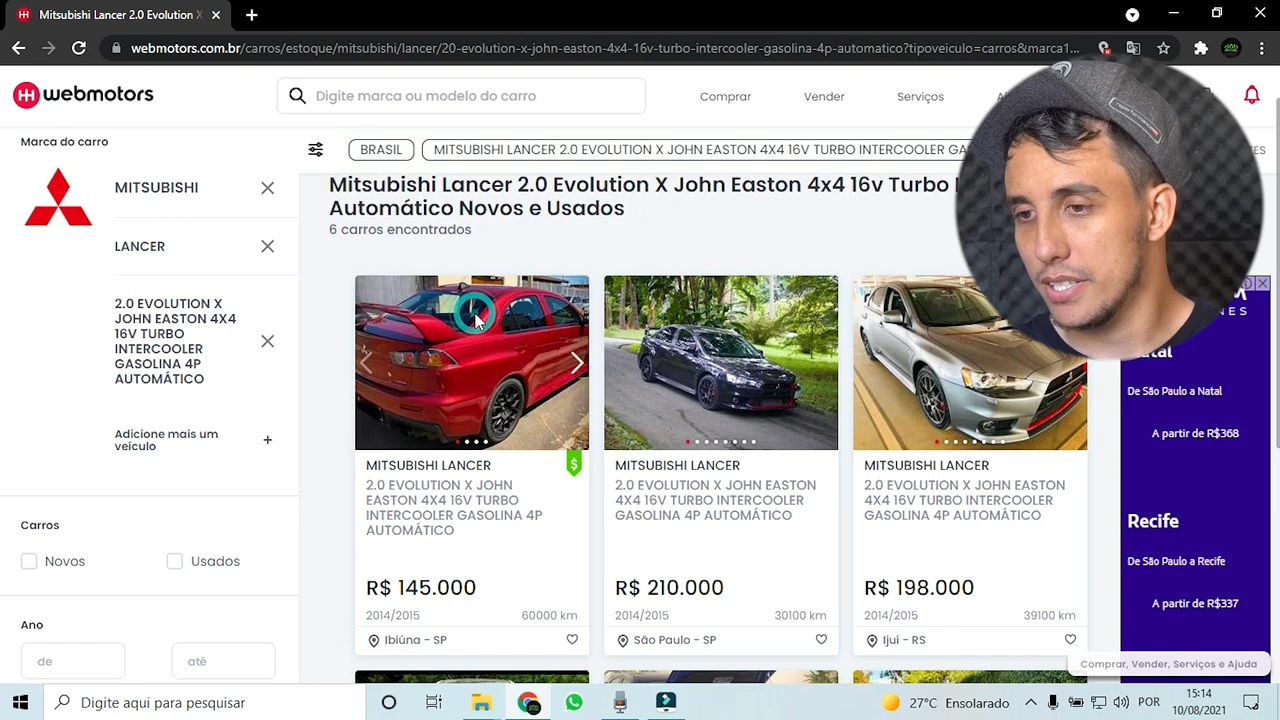 Mitsubishi Lancer 2.0 Evolution X
webmotors.com.br/carros/estoque/mitsubishi/lancer/20-evolution-x-john-easton-4x4-16v-turbo-intercooler-gasolina-4p-automatico?tipoveiculo=carros&marca1...
webmotors
Digite marca ou modelo do carro
Comprar
Vender
Serviços
Marca do carro
MITSUBISHI
LANCER
2.0 EVOLUTION X
JOHN EASTON 4X4
16V TURBO
INTERCOOLER
GASOLINA 4P
AUTOMÁTICO
Adicione mais um
veículo
Carros
Novos
Usados
Ano
de
até
BRASIL
MITSUBISHI LANCER 2.0 EVOLUTION X JOHN EASTON 4X4 16V TURBO INTERCOOLER GA
Mitsubishi Lancer 2.0 Evolution X John Easton 4x4 16v Turbo
Automático Novos e Usados
6 carros encontrados
MITSUBISHI LANCER
2.0 EVOLUTION X JOHN
EASTON 4X4 16V TURBO
INTERCOOLER GASOLINA 4P
AUTOMÁTICO
R$ 145.000
2014/2015 60000 km
Ibiúna - SP
MITSUBISHI LANCER
2.0 EVOLUTION X JOHN EASTON
4X4 16V TURBO INTERCOOLER
GASOLINA 4P AUTOMÁTICO
R$ 210.000
2014/2015 30100 km
São Paulo - SP
MITSUBISHI LANCER
2.0 EVOLUTION X JOHN EASTON
4X4 16V TURBO INTERCOOLER
GASOLINA 4P AUTOMÁTICO
R$ 198.000
2014/2015 39100 km
Ijuí - RS
De São Paulo a Natal
A partir de R$368
Recife
De São Paulo a Recife
A partir de R$337
Comprar, Vender, Serviços e Ajuda
Digite aqui para pesquisar
27°C Ensolarado
POR
15:14
10/08/2021